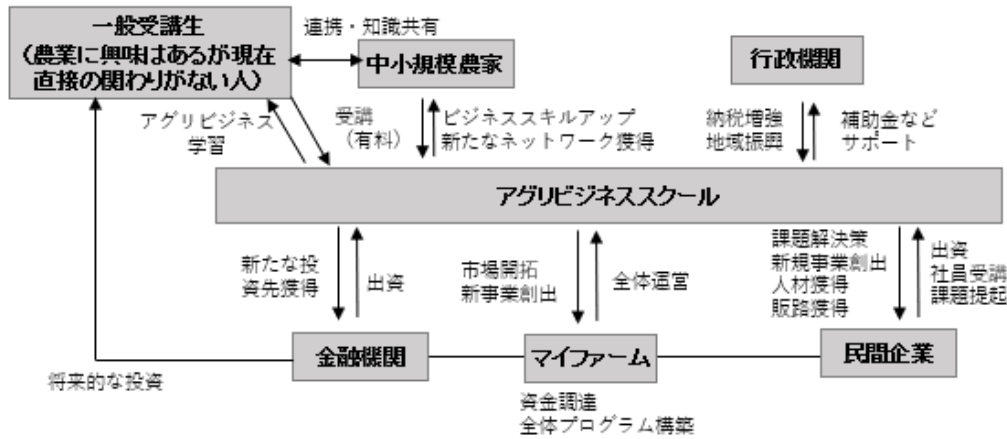 一般受講生
(農業に興味はあるが現在
直接の関わりがない人)
連携・知識共有
中小規模農家
行政機関
アグリビジネス
学習
受講
(有料)
ビジネススキルアップ
新たなネットワーク獲得
納税増強
地域振興
補助金など
サポート
アグリビジネススクール
新たな投
資先獲得
出資
市場開拓
新事業創出
全体運営
課題解決策
新規事業創出
人材獲得
販路獲得
出資
社員受講
課題提起
金融機関
マイファーム
民間企業
将来的な投資
資金調達
全体プログラム構築